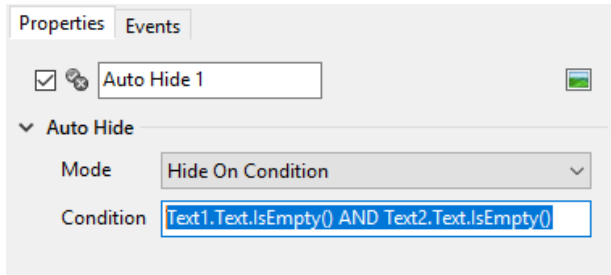 Properties Events
Auto Hide 1
Auto Hide
Mode Hide On Condition
Condition Text1.Text.IsEmpty() AND Text2.Text.IsEmpty()